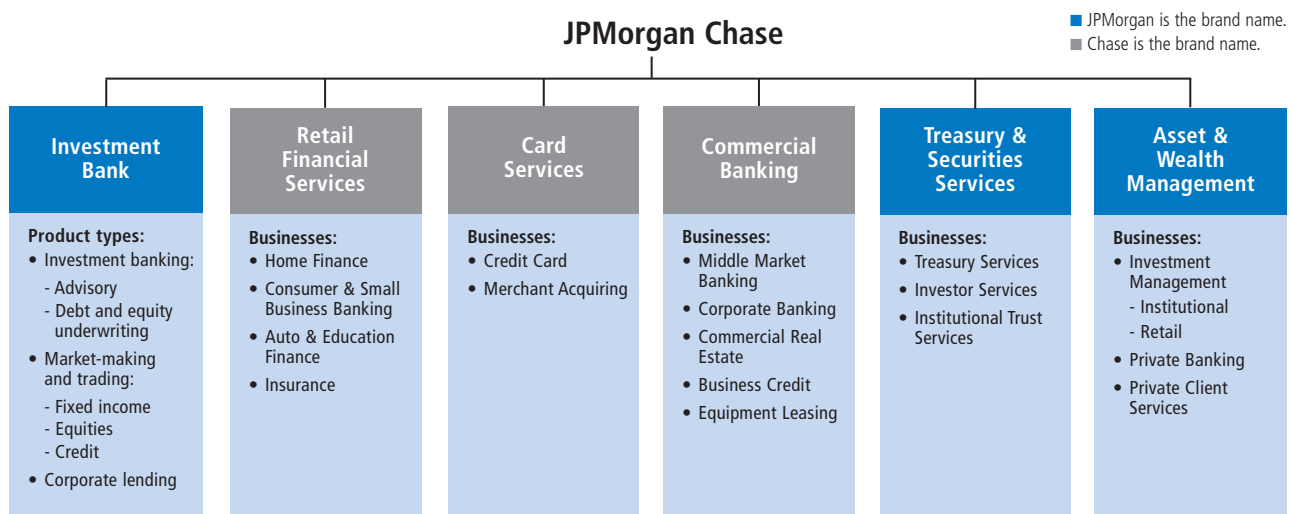 JPMorgan Chase
JPMorgan is the brand name.
Chase is the brand name.
Investment
Bank
Product types:
• Investment banking:
- Advisory
- Debt and equity
underwriting
• Market-making
and trading:
- Fixed income
- Equities
- Credit
• Corporate lending
Retail
Financial
Services
Businesses:
• Home Finance
• Consumer & Small
Business Banking
• Auto & Education
Finance
• Insurance
Card
Services
Businesses:
• Credit Card
• Merchant Acquiring
Commercial
Banking
Businesses:
• Middle Market
Banking
• Corporate Banking
• Commercial Real
Estate
• Business Credit
• Equipment Leasing
Treasury &
Securities
Services
Businesses:
• Treasury Services
• Investor Services
• Institutional Trust
Services
Asset &
Wealth
Management
Businesses:
• Investment
Management
- Institutional
- Retail
• Private Banking
• Private Client
Services